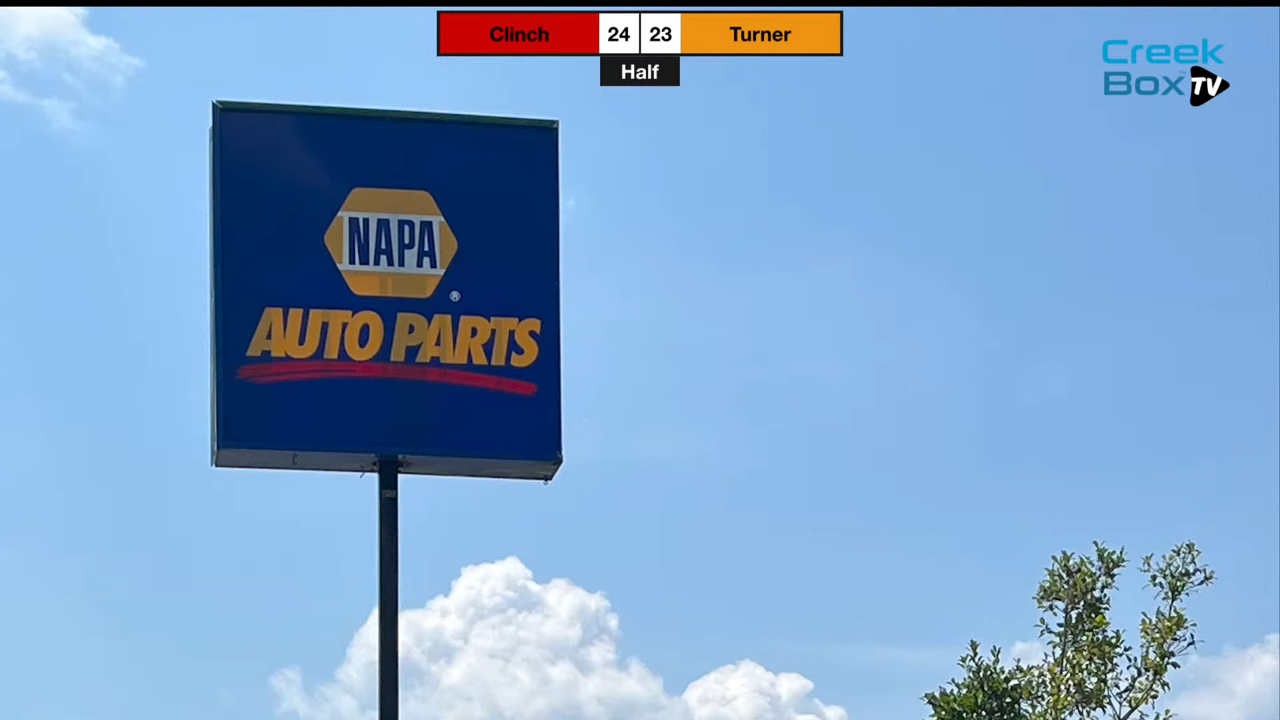 Clinch 24 23 Turner
Half
Creek
Box TV
NAPA
®
AUTO PARTS